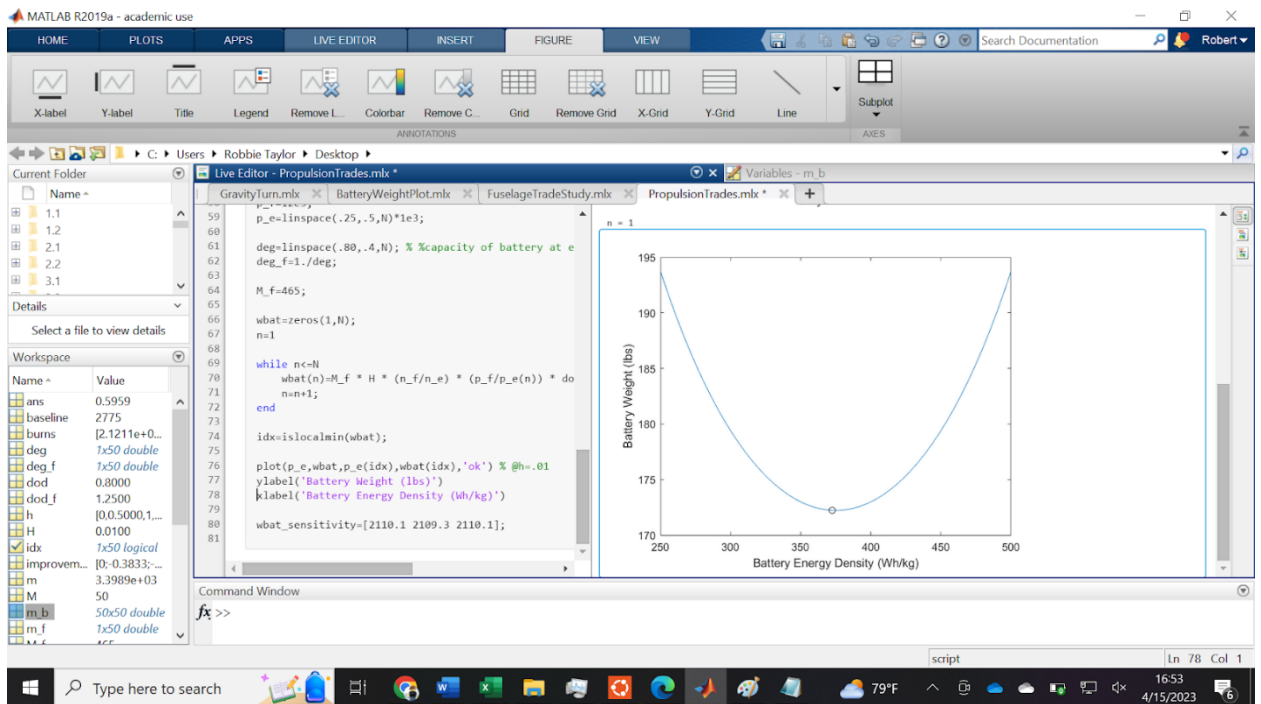 MATLAB R2019a - academic use
HOME PLOTS APPS LIVE EDITOR INSERT FIGURE VIEW Search Documentation Robert
X-label Y-label Title Legend Remove L... Colorbar Remove C... Grid Remove Grid X-Grid Y-Grid Line Subplot
ANNOTATIONS AXES
C: Users Robbie Taylor Desktop
Current Folder
Name
1.1
1.2
2.1
2.2
3.1
Details
Select a file to view details
Workspace
Name Value
ans 0.5959
baseline 2775
burns [2.1211e+0...
deg 1x50 double
deg_f 1x50 double
dod 0.8000
dod_f 1.2500
h [0,0.5000,1,...
H 0.0100
idx 1x50 logical
improvem... [0;-0.3833;-...
m 3.3989e+03
M 50
m_b 50x50 double
m_f 1x50 double
M_f 465
Live Editor - PropulsionTrades.mlx *
Variables - m_b
GravityTurn.mlx BatteryWeightPlot.mlx FuselageTradeStudy.mlx PropulsionTrades.mlx * +
59 p_e=linspace(.25,.5,N)*1e3;
60
61 deg=linspace(.80,.4,N); % %capacity of battery at e
62 deg_f=1./deg;
63
64 M_f=465;
65
66 wbat=zeros(1,N);
67 n=1
68
69 while n<=N
70 wbat(n)=M_f * H * (n_f/n_e) * (p_f/p_e(n)) * do
71 n=n+1;
72 end
73
74 idx=islocalmin(wbat);
75
76 plot(p_e,wbat,p_e(idx),wbat(idx),'ok') % @h=.01
77 ylabel('Battery Weight (lbs)')
78 xlabel('Battery Energy Density (Wh/kg)')
79
80 wbat_sensitivity=[2110.1 2109.3 2110.1];
81
n = 1
195
190
185
180
175
170
Battery Weight (lbs)
250 300 350 400 450 500
Battery Energy Density (Wh/kg)
Command Window
fx >>
script Ln 78 Col 1
Type here to search
79°F
16:53
4/15/2023
6